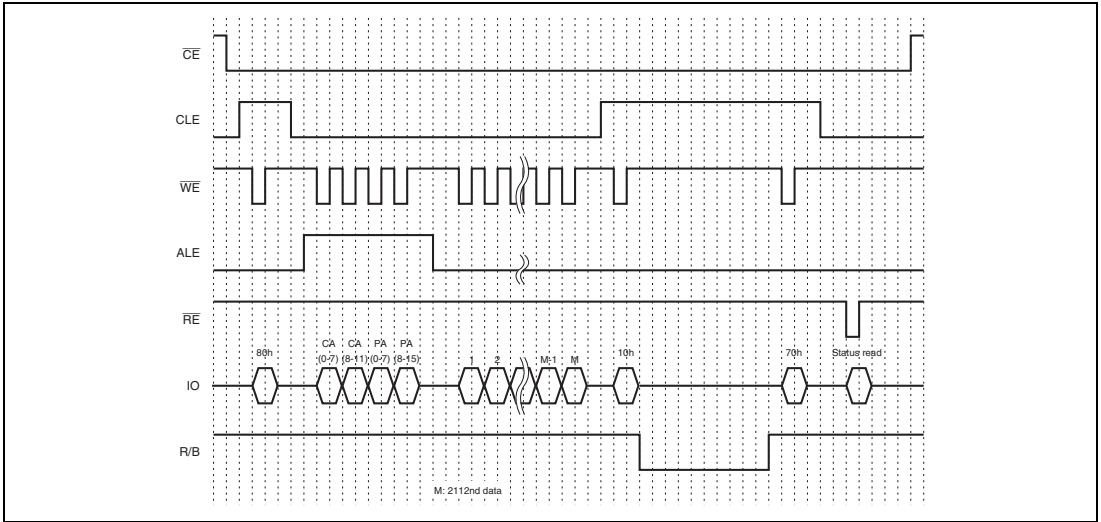 CE
CLE
WE
ALE
RE
80h
CA CA PA PA
(0-7) (8-11) (0-7) (8-15)
1 2 M-1 M
10h
70h
Status read
IO
R/B
M: 2112nd data